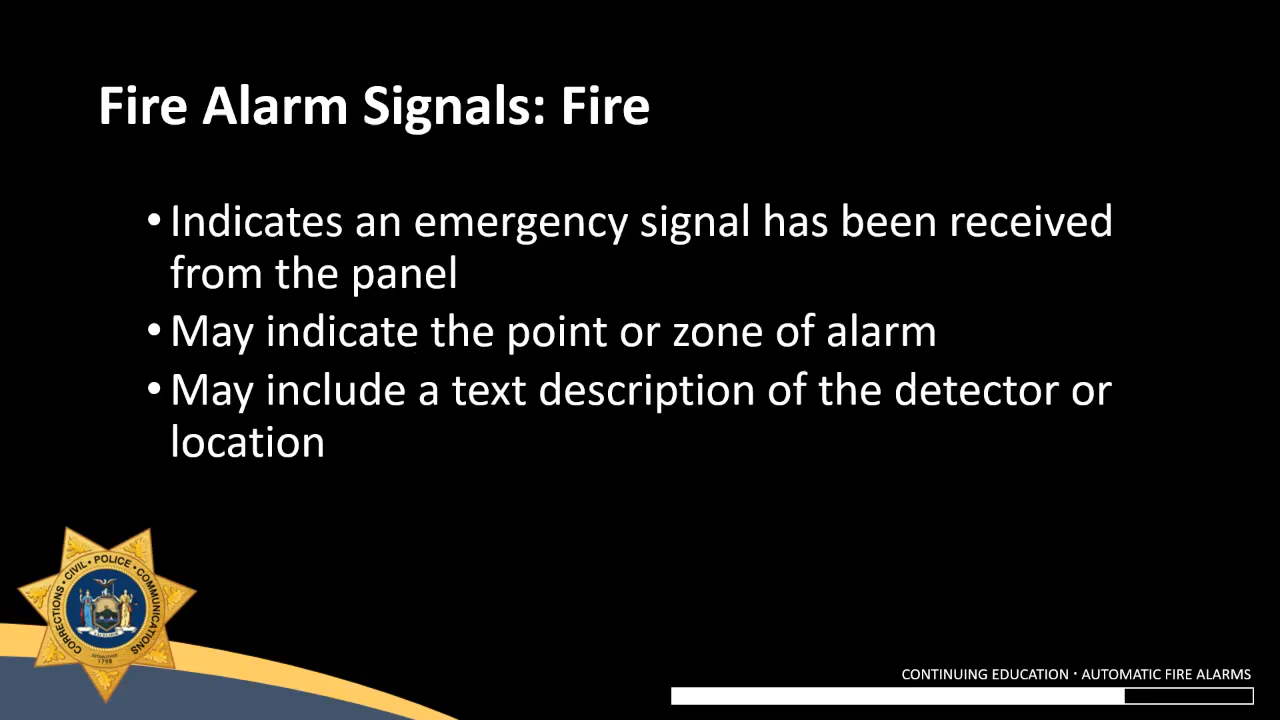 Fire Alarm Signals: Fire
• Indicates an emergency signal has been received
from the panel
• May indicate the point or zone of alarm
• May include a text description of the detector or
location
CORRECTIONS • CIVIL • POLICE • COMMUNICATIONS
ESTABLISHED
1798
CONTINUING EDUCATION • AUTOMATIC FIRE ALARMS